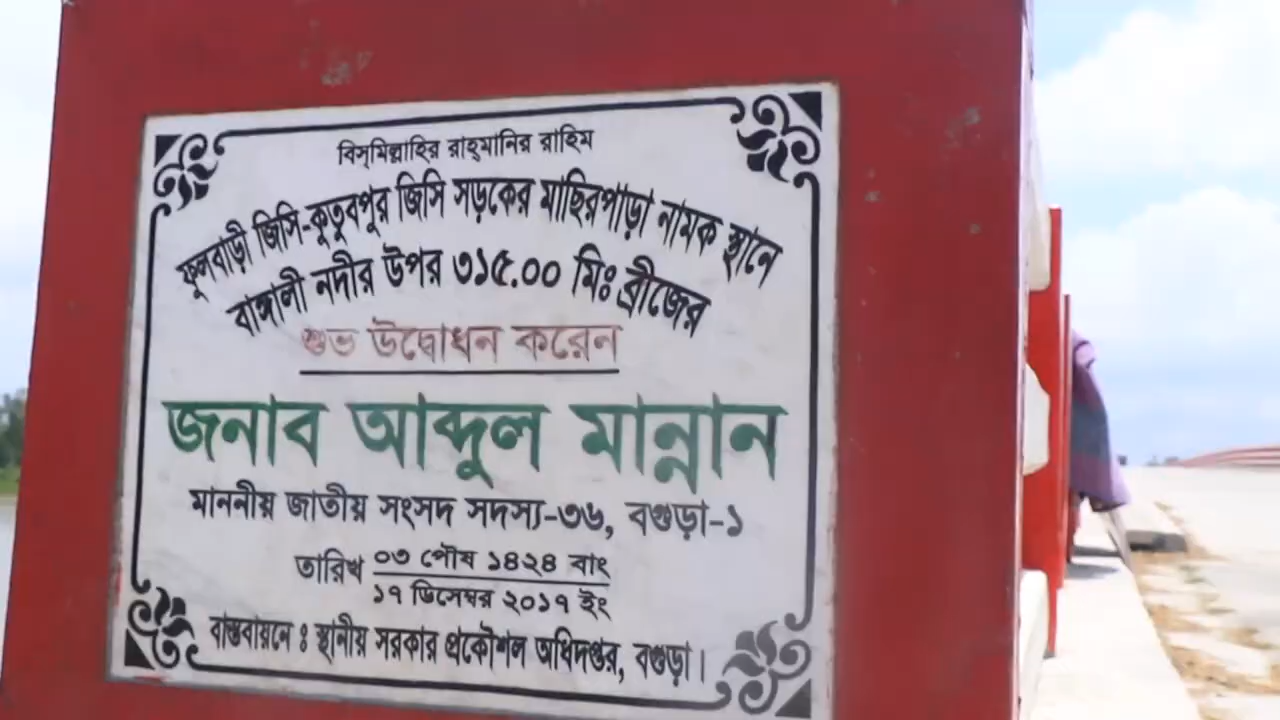 বিস্‌মিল্লাহির রাহ্‌মানির রাহিম
ফুলবাড়ী জিসি-কুতুবপুর জিসি সড়কের মাছিরপাড়া নামক স্থানে
বাঙ্গালী নদীর উপর ৩১৫.০০ মিঃ ব্রীজের
শুভ উদ্বোধন করেন
জনাব আব্দুল মান্নান
মাননীয় জাতীয় সংসদ সদস্য-৩৬, বগুড়া-১
তারিখ ০৩ পৌষ ১৪২৪ বাং
১৭ ডিসেম্বর ২০১৭ ইং
বাস্তবায়নে ঃ স্থানীয় সরকার প্রকৌশল অধিদপ্তর, বগুড়া।